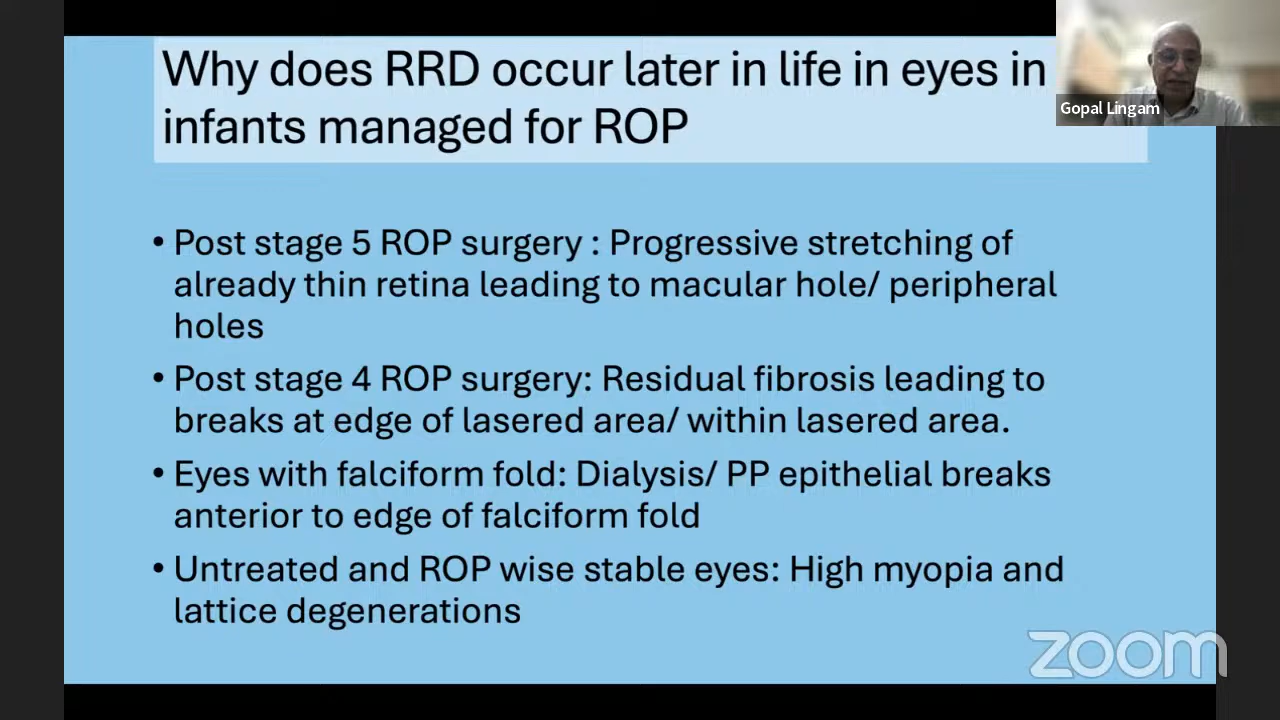 Why does RRD occur later in life in eyes in
infants managed for ROP
Gopal Lingam
• Post stage 5 ROP surgery : Progressive stretching of
already thin retina leading to macular hole/ peripheral
holes
• Post stage 4 ROP surgery: Residual fibrosis leading to
breaks at edge of lasered area/ within lasered area.
• Eyes with falciform fold: Dialysis/ PP epithelial breaks
anterior to edge of falciform fold
• Untreated and ROP wise stable eyes: High myopia and
lattice degenerations
zoom